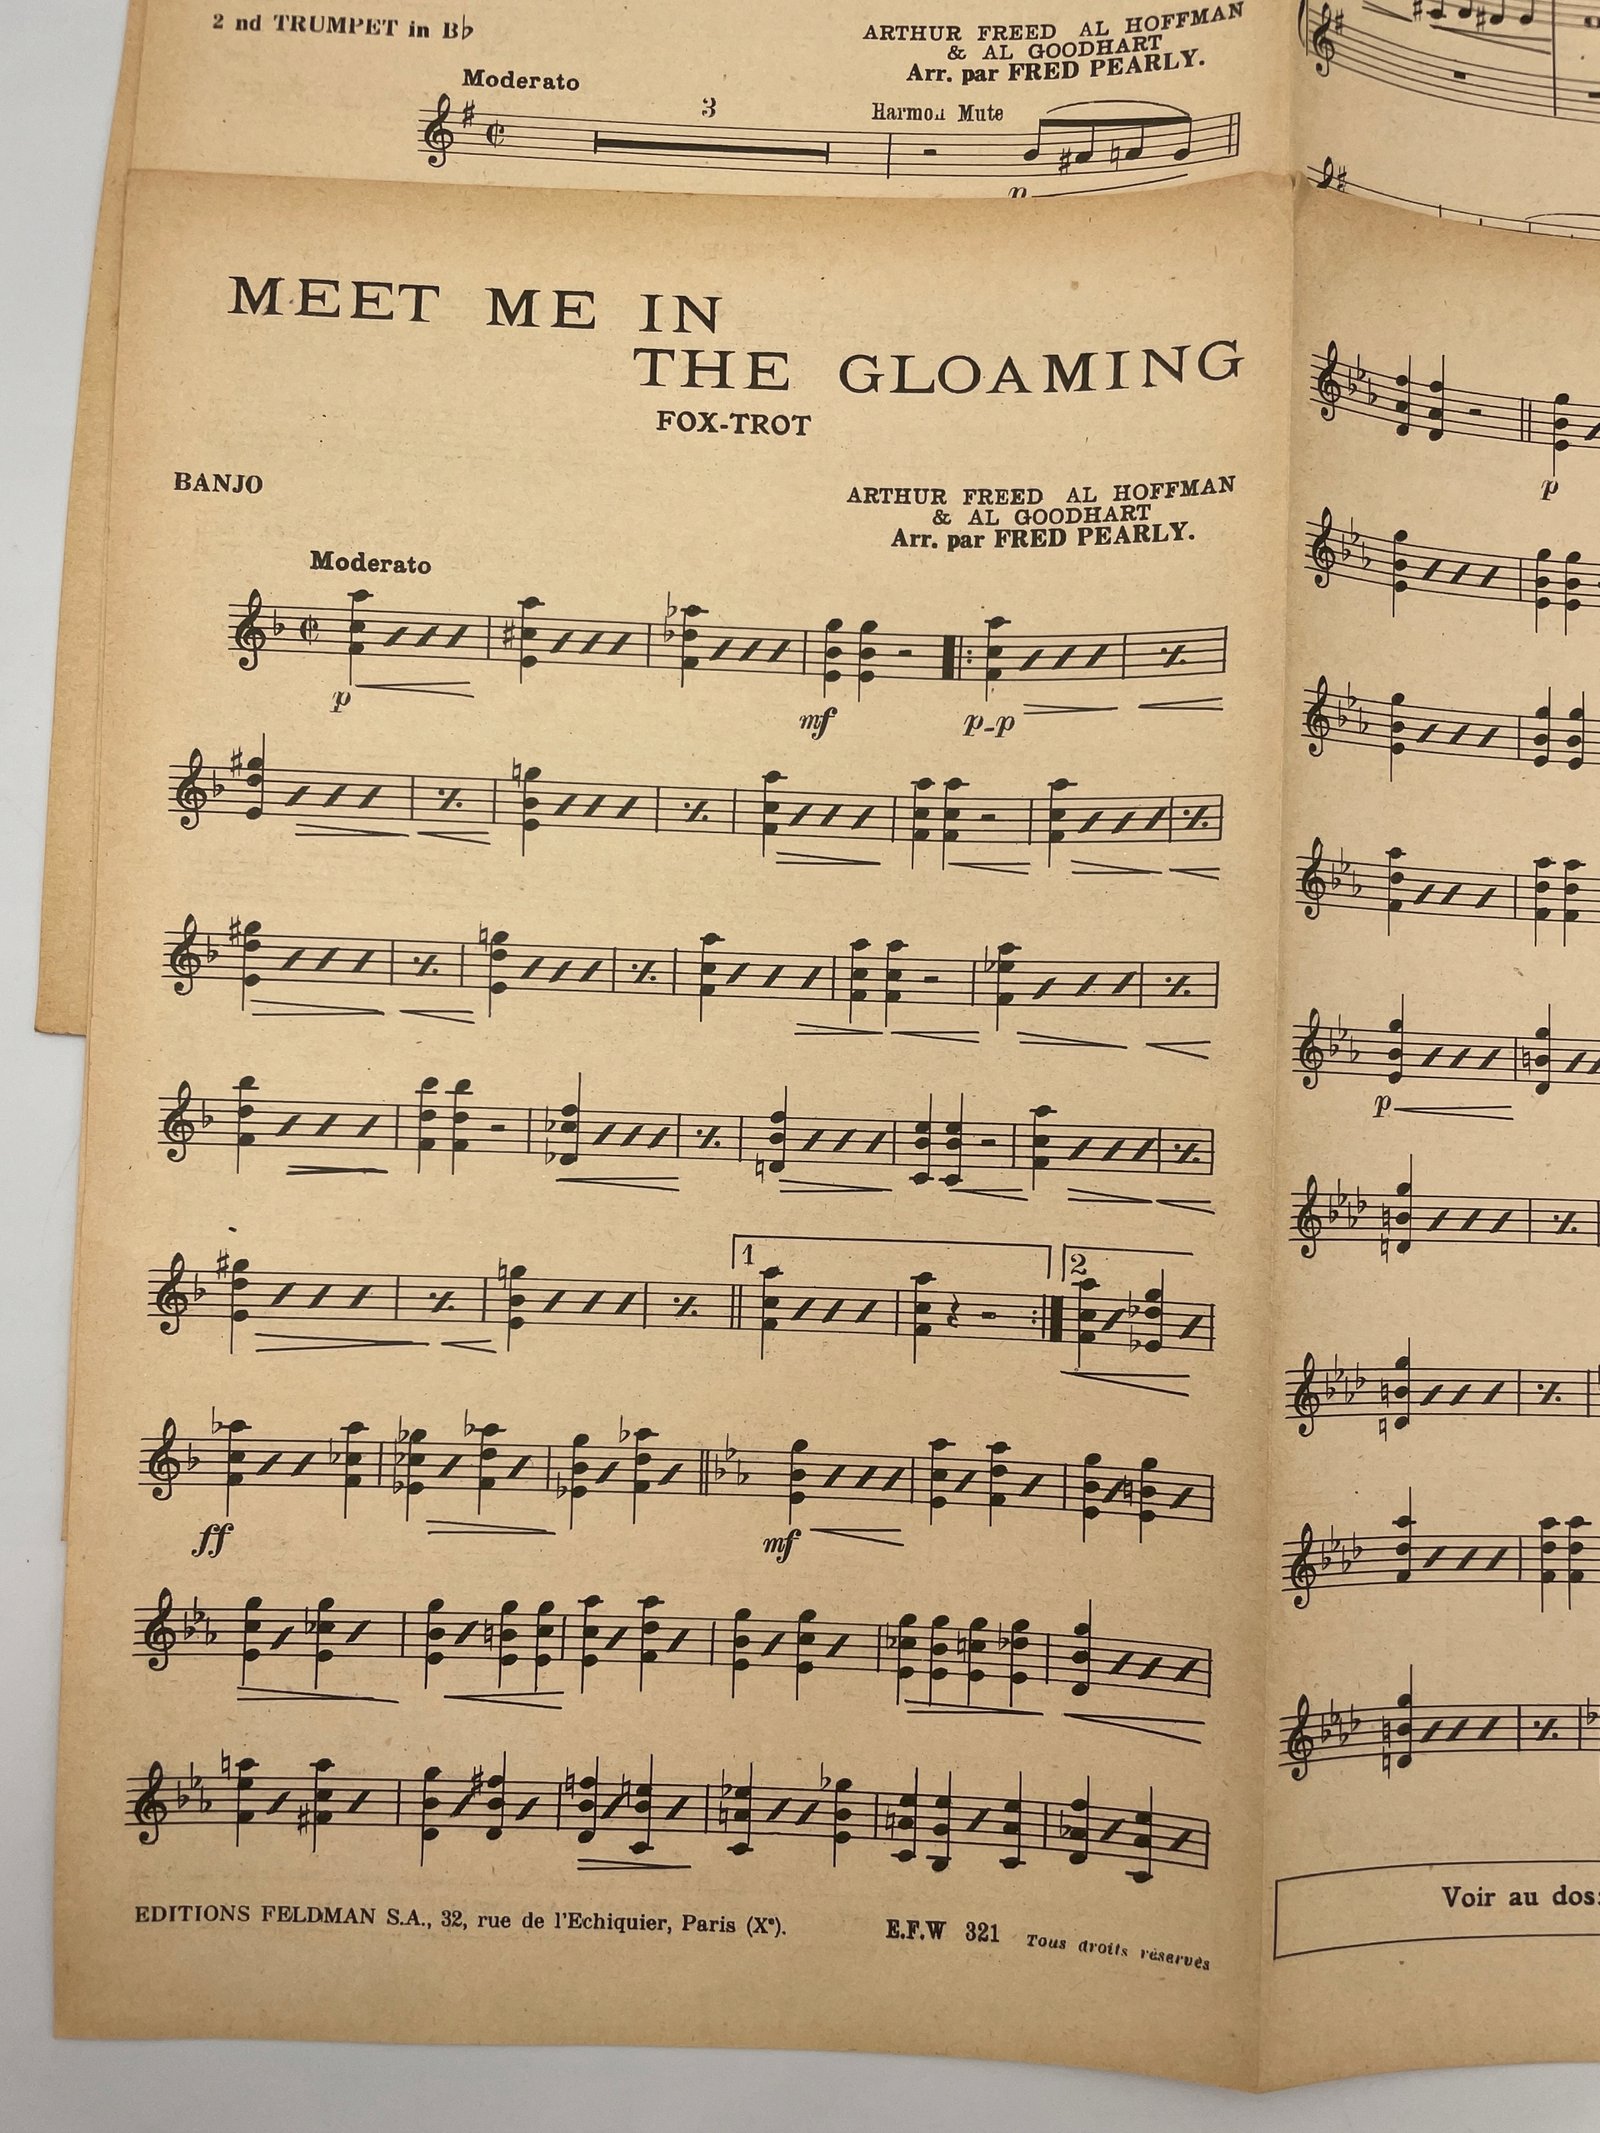 2 nd TRUMPET in B♭
ARTHUR FREED AL HOFFMAN
& AL GOODHART
Arr. par FRED PEARLY.
Moderato
3
Harmon Mute
p
MEET ME IN
THE GLOAMING
FOX-TROT
BANJO
ARTHUR FREED AL HOFFMAN
& AL GOODHART
Arr. par FRED PEARLY.
Moderato
p
mf
p-p
1
2
ff
mf
EDITIONS FELDMAN S.A., 32, rue de l'Echiquier, Paris (Xe).
E.F.W 321
Tous droits réservés
p
p
Voir au dos